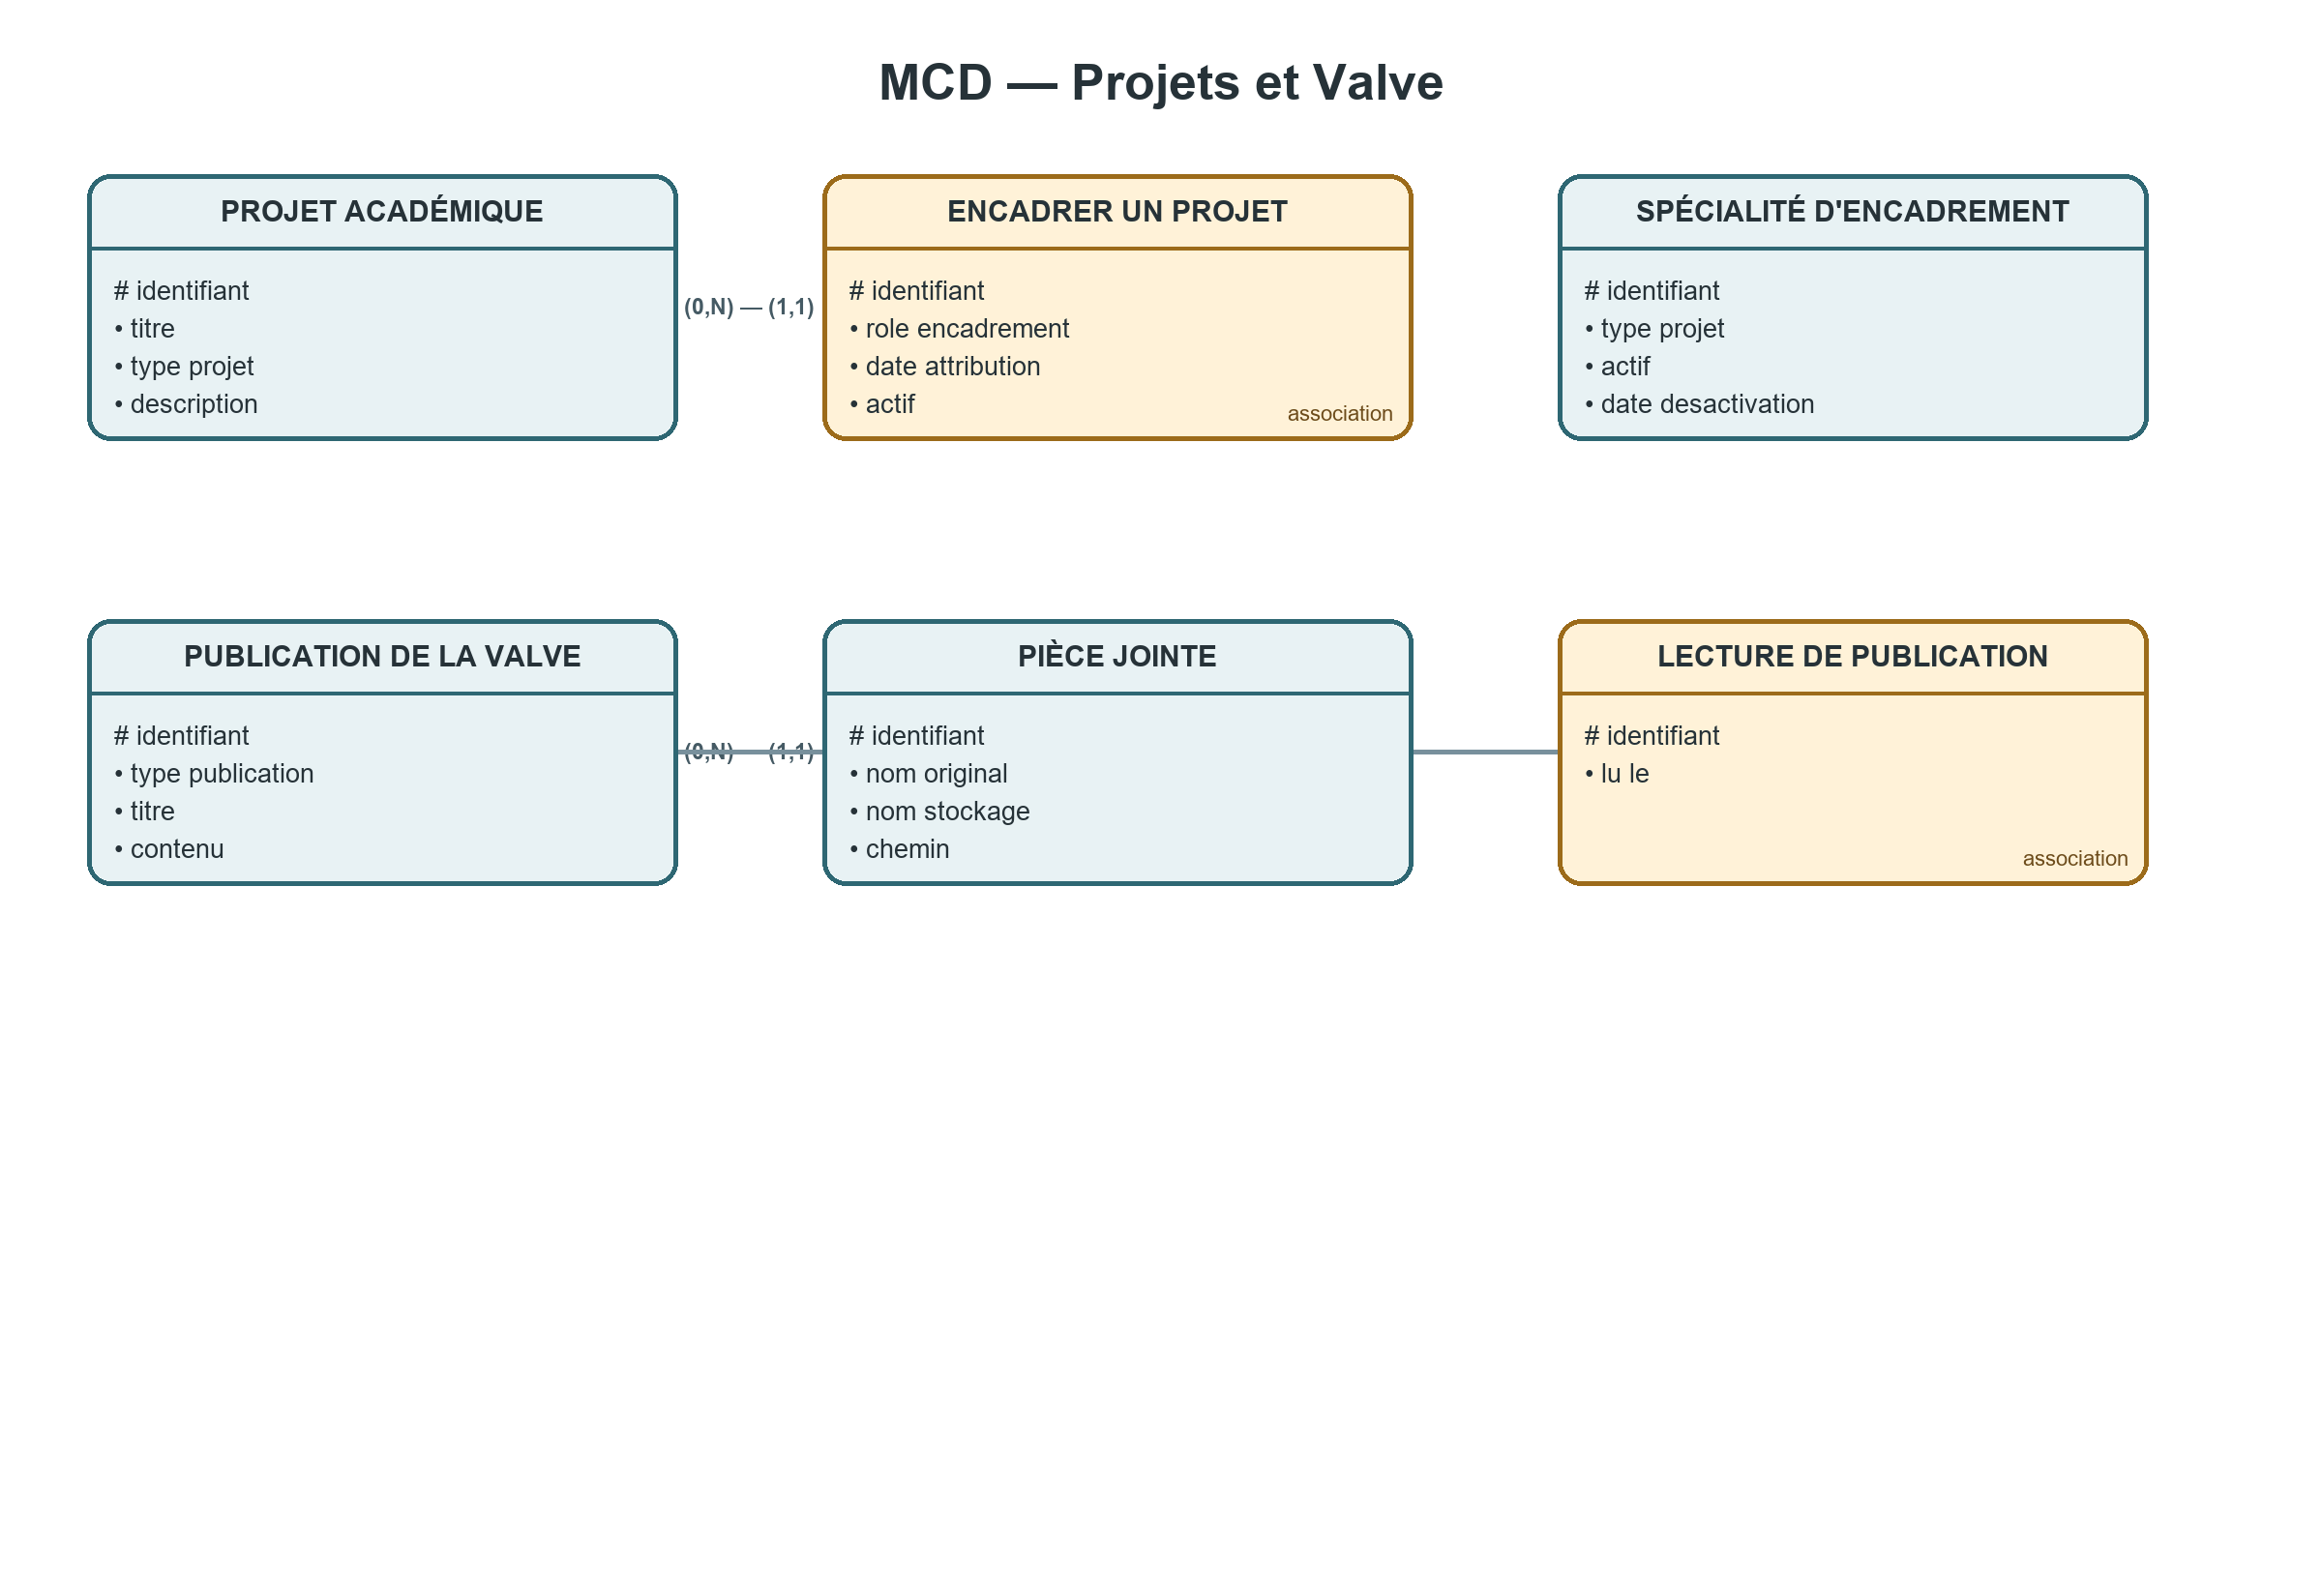 MCD — Projets et Valve
PROJET ACADÉMIQUE
# identifiant
• titre
• type projet
• description
(0,N) — (1,1)
ENCADRER UN PROJET
# identifiant
• role encadrement
• date attribution
• actif
association
SPÉCIALITÉ D'ENCADREMENT
# identifiant
• type projet
• actif
• date desactivation
PUBLICATION DE LA VALVE
# identifiant
• type publication
• titre
• contenu
(0,N) — (1,1)
PIÈCE JOINTE
# identifiant
• nom original
• nom stockage
• chemin
LECTURE DE PUBLICATION
# identifiant
• lu le
association